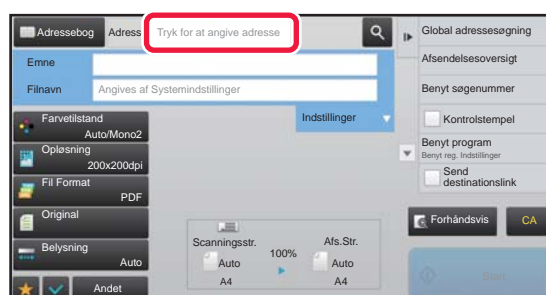 Adressebog Adress Tryk for at angive adresse
Emne
Filnavn Angives af Systemindstillinger
Indstillinger
Farvetilstand
Auto/Mono2
Opløsning
200x200dpi
Fil Format
PDF
Original
Belysning
Auto
Andet
Scanningsstr.
Auto
A4
100%
Afs.Str.
Auto
A4
Global adressesøgning
Afsendelsesoversigt
Benyt søgenummer
Kontrolstempel
Benyt program
Benyt reg. Indstillinger
Send
destinationslink
Forhåndsvis CA
Start